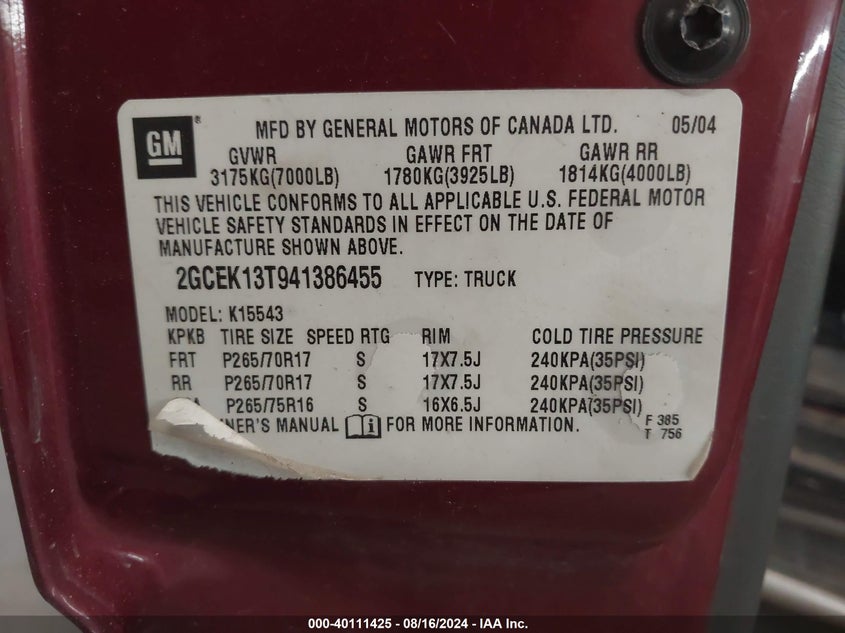 GM® MFD BY GENERAL MOTORS OF CANADA LTD. 05/04
GVWR GAWR FRT GAWR RR
3175KG(7000LB) 1780KG(3925LB) 1814KG(4000LB)
THIS VEHICLE CONFORMS TO ALL APPLICABLE U.S. FEDERAL MOTOR
VEHICLE SAFETY STANDARDS IN EFFECT ON THE DATE OF
MANUFACTURE SHOWN ABOVE.
2GCEK13T941386455 TYPE: TRUCK
MODEL: K15543
KPKB TIRE SIZE SPEED RTG RIM COLD TIRE PRESSURE
FRT P265/70R17 S 17X7.5J 240KPA(35PSI)
RR P265/70R17 S 17X7.5J 240KPA(35PSI)
P265/75R16 S 16X6.5J 240KPA(35PSI)
NER'S MANUAL FOR MORE INFORMATION.
F 385
T 756
000-40111425 - 08/16/2024 - IAA Inc.